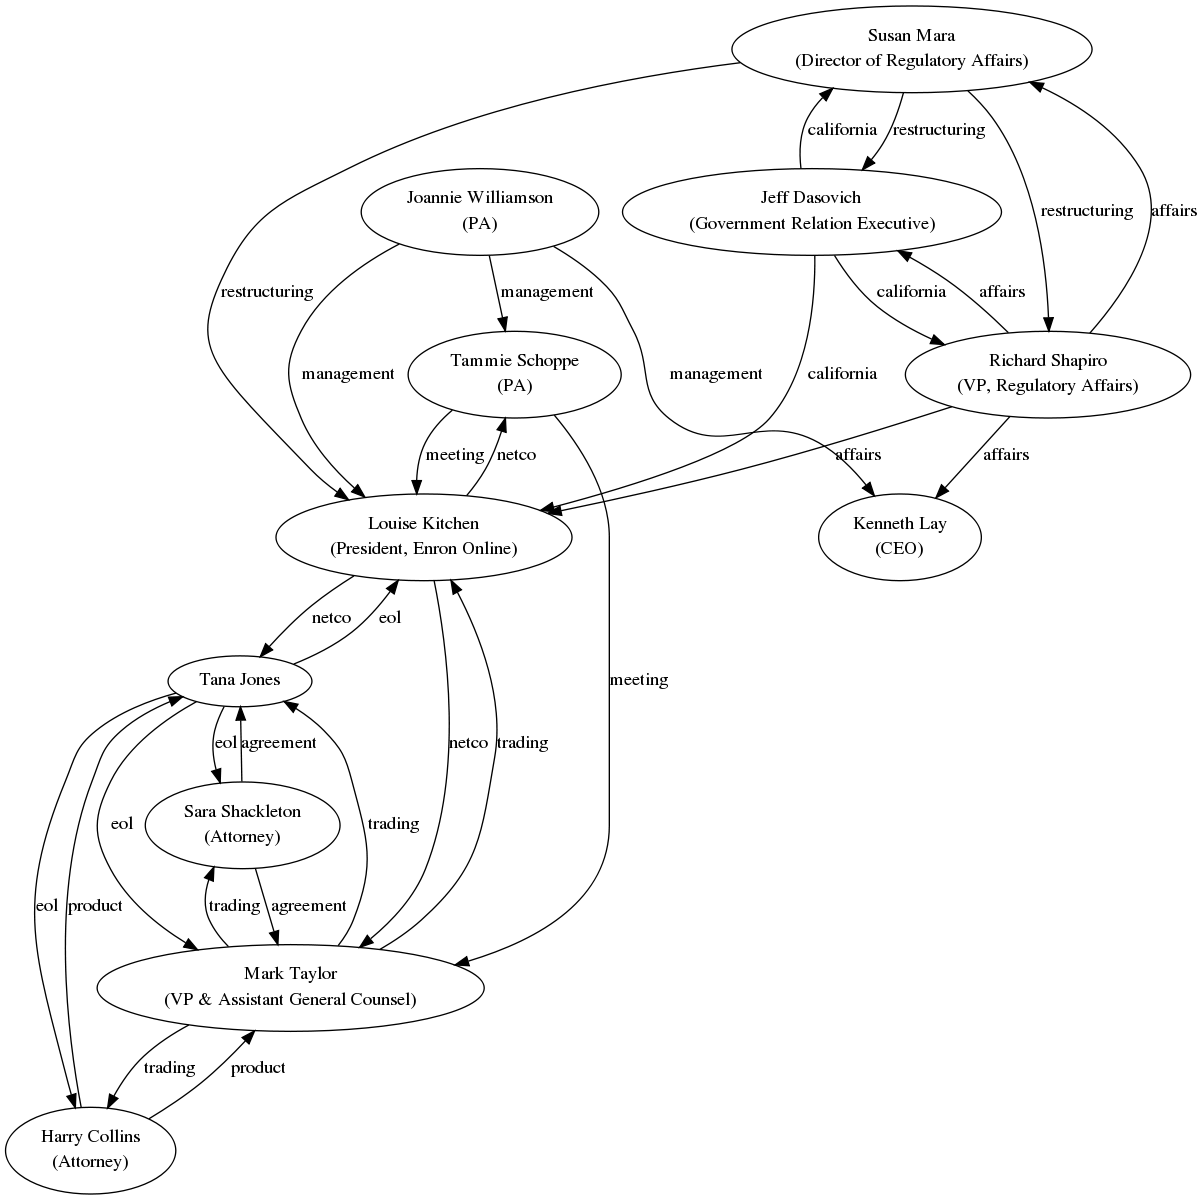 Susan Mara
(Director of Regulatory Affairs)
california
restructuring
Joannie Williamson
(PA)
Jeff Dasovich
(Government Relation Executive)
restructuring
affairs
restructuring
management
california
affairs
Tammie Schoppe
(PA)
Richard Shapiro
(VP, Regulatory Affairs)
management
management
california
meeting
netco
affairs
affairs
Louise Kitchen
(President, Enron Online)
Kenneth Lay
(CEO)
netco
eol
Tana Jones
meeting
eol
agreement
netco
trading
Sara Shackleton
(Attorney)
eol
trading
eol
product
trading
agreement
Mark Taylor
(VP & Assistant General Counsel)
trading
product
Harry Collins
(Attorney)